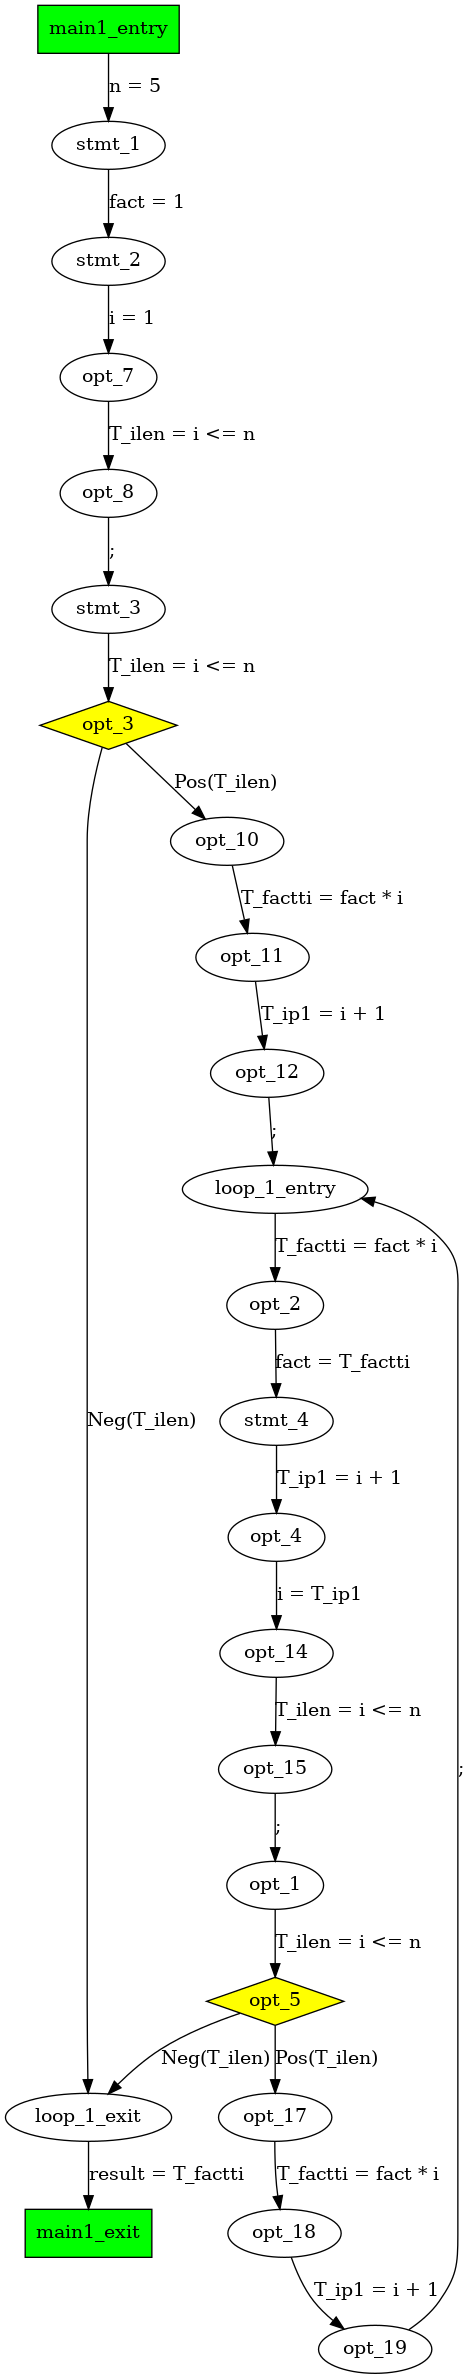 main1_entry
n = 5
stmt_1
fact = 1
stmt_2
i = 1
opt_7
T_ilen = i <= n
opt_8
;
stmt_3
T_ilen = i <= n
opt_3
Pos(T_ilen)
opt_10
T_factti = fact * i
opt_11
T_ip1 = i + 1
opt_12
;
loop_1_entry
T_factti = fact * i
opt_2
fact = T_factti
Neg(T_ilen)
stmt_4
T_ip1 = i + 1
opt_4
i = T_ip1
opt_14
T_ilen = i <= n
opt_15
;
;
opt_1
T_ilen = i <= n
opt_5
Neg(T_ilen)
Pos(T_ilen)
loop_1_exit
opt_17
result = T_factti
T_factti = fact * i
main1_exit
opt_18
T_ip1 = i + 1
opt_19